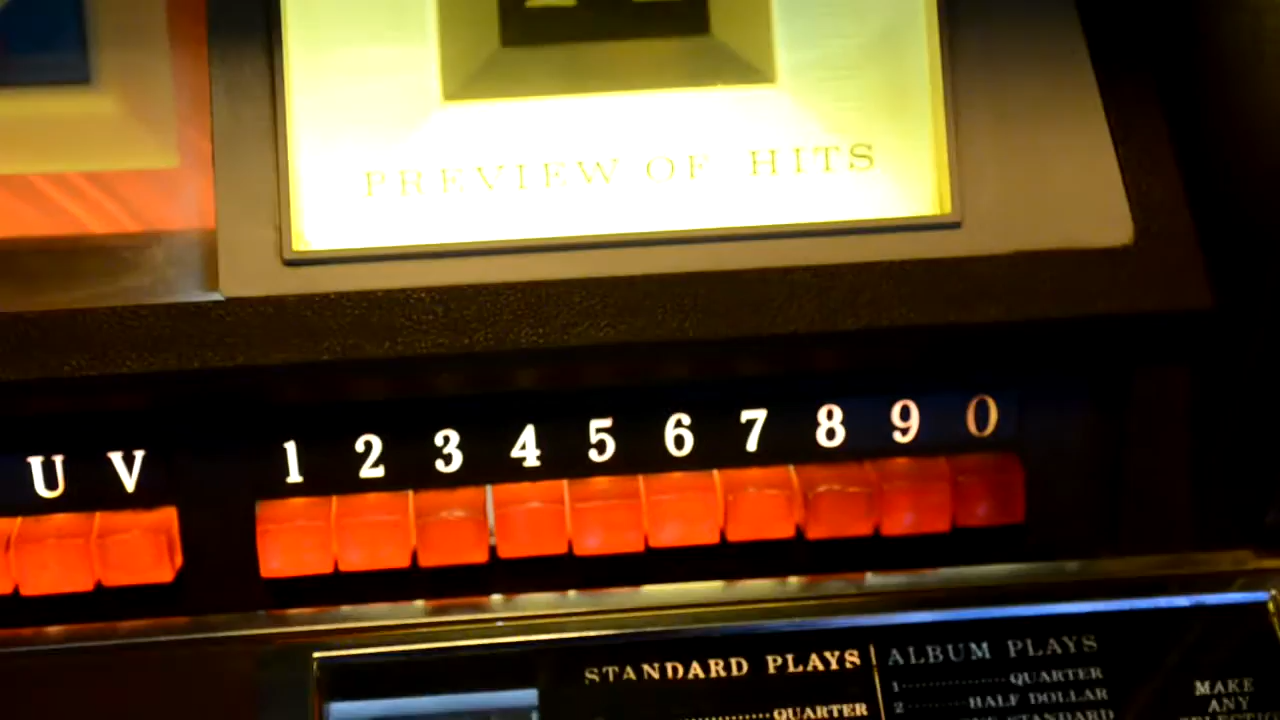 PREVIEW OF HITS
U V 1 2 3 4 5 6 7 8 9 0
STANDARD PLAYS ALBUM PLAYS
1 QUARTER
QUARTER 2 HALF DOLLAR
STANDARD
MAKE
ANY